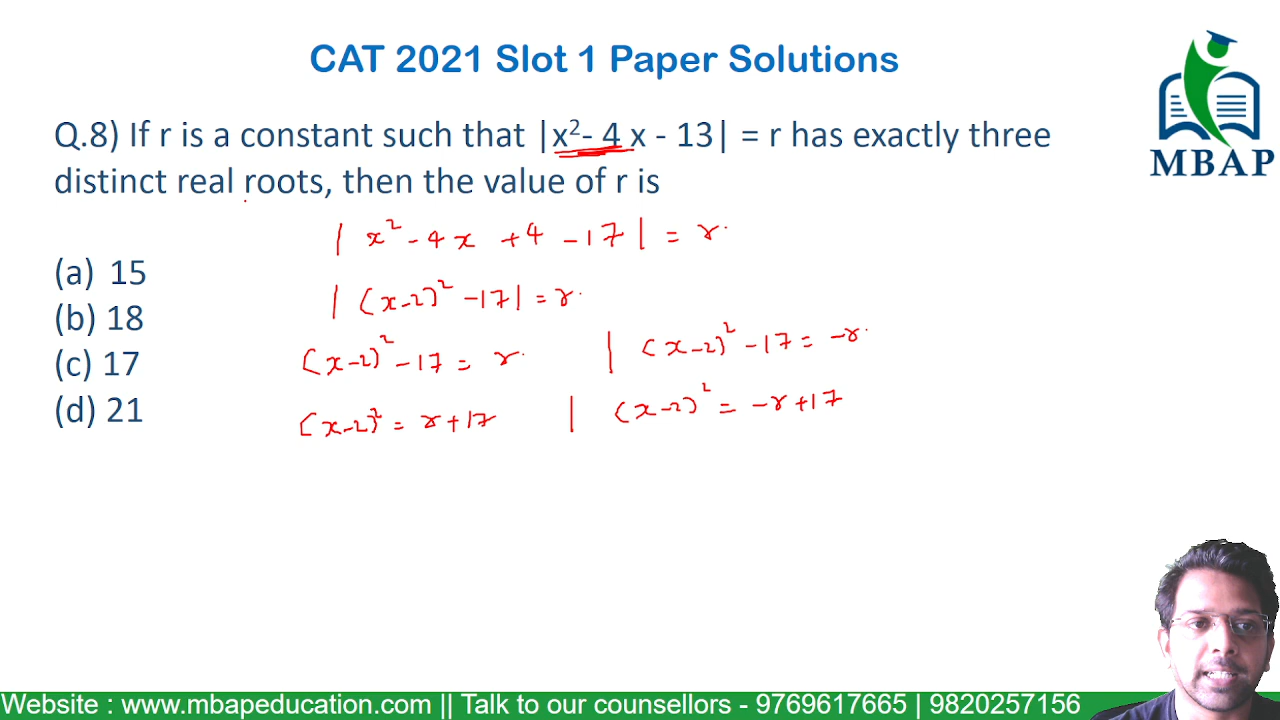 CAT 2021 Slot 1 Paper Solutions
MBAP
Q.8) If r is a constant such that |x²- 4 x - 13| = r has exactly three
distinct real roots, then the value of r is
| x² - 4x + 4 - 17 | = r
(a) 15
| (x-2)² - 17 | = r
(b) 18
(x-2)² - 17 = r | (x-2)² - 17 = -r
(c) 17
(x-2)² = r + 17 | (x-2)² = -r + 17
(d) 21
Website : www.mbapeducation.com || Talk to our counsellors - 9769617665 | 9820257156